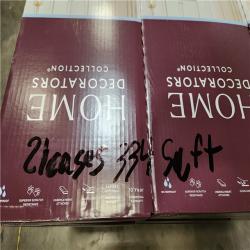 COLLECTION
DECORATORS
HOME
COLLECTION
DECORATORS
HOME
21cases 334 Sqft